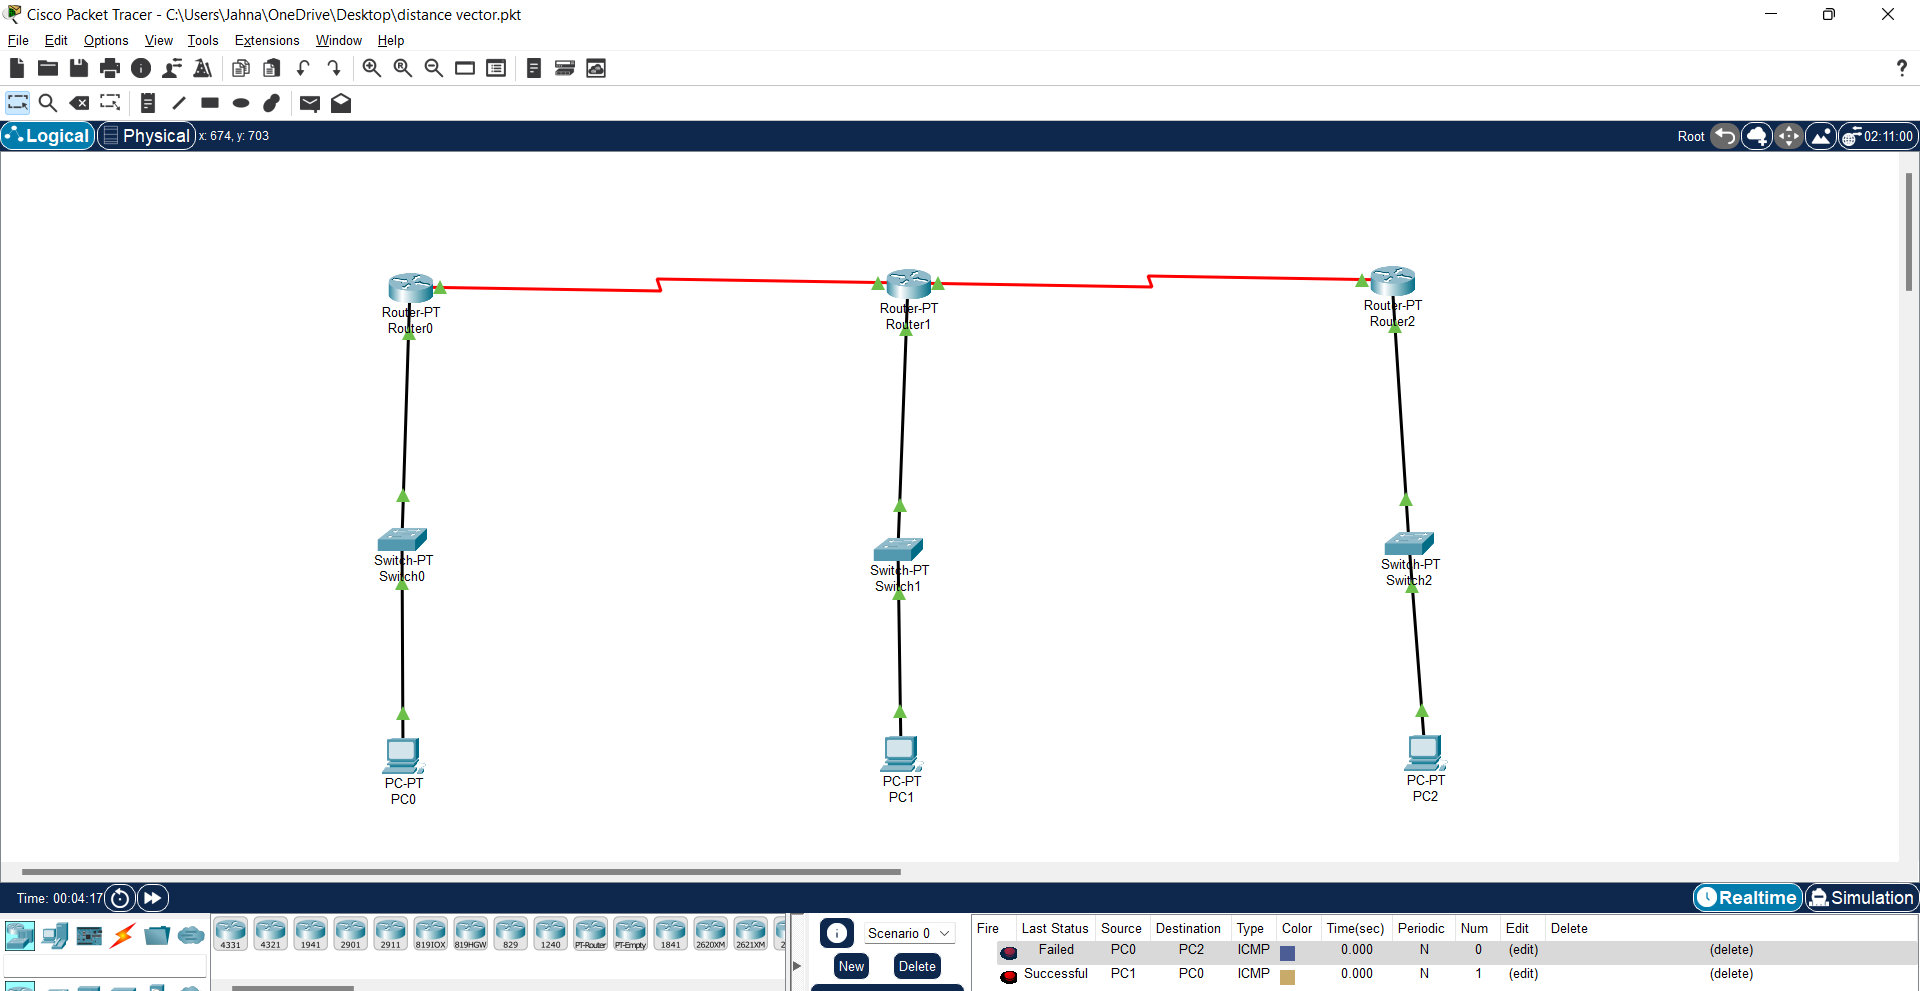 Cisco Packet Tracer - C:\Users\Jahna\OneDrive\Desktop\distance vector.pkt
File Edit Options View Tools Extensions Window Help
?
Logical Physical x: 674, y: 703 Root 02:11:00
Router-PT
Router0
Router-PT
Router1
Router-PT
Router2
Switch-PT
Switch0
Switch-PT
Switch1
Switch-PT
Switch2
PC-PT
PC0
PC-PT
PC1
PC-PT
PC2
Time: 00:04:17 Realtime Simulation
4331 4321 1941 2901 2911 819IOX 819HGW 829 1240 PT-Router PT-Empty 1841 2620XM 2621XM 2
Scenario 0
New Delete
Fire Last Status Source Destination Type Color Time(sec) Periodic Num Edit Delete
Failed PC0 PC2 ICMP 0.000 N 0 (edit) (delete)
Successful PC1 PC0 ICMP 0.000 N 1 (edit) (delete)